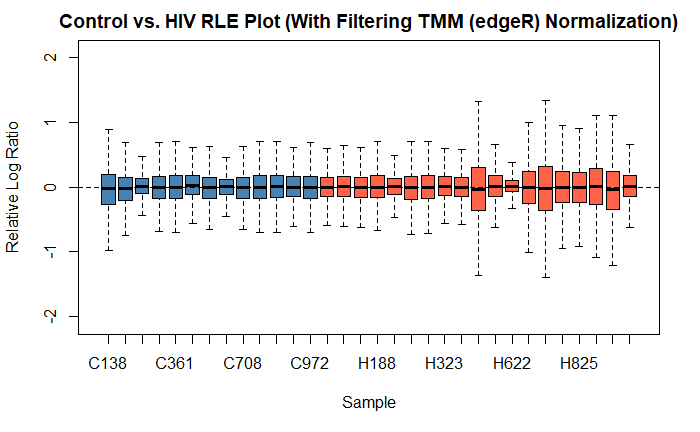 Control vs. HIV RLE Plot (With Filtering TMM (edgeR) Normalization)
Relative Log Ratio
2
1
0
-1
-2
C138 C361 C708 C972 H188 H323 H622 H825
Sample